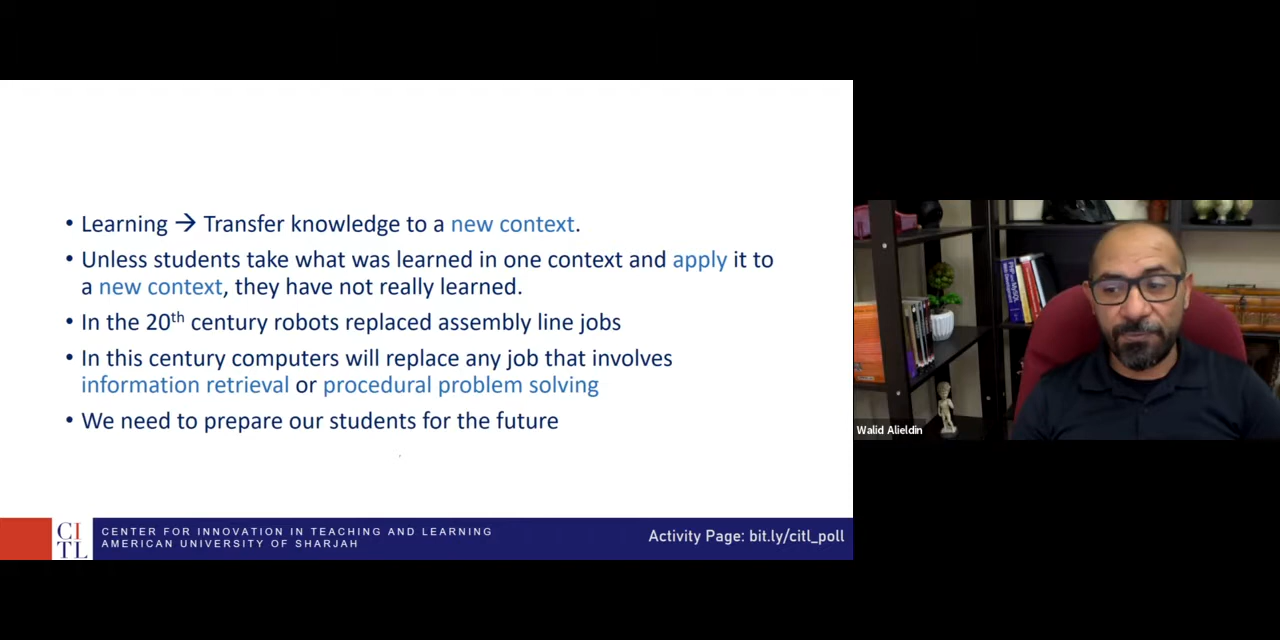 • Learning → Transfer knowledge to a new context.
• Unless students take what was learned in one context and apply it to
a new context, they have not really learned.
• In the 20th century robots replaced assembly line jobs
• In this century computers will replace any job that involves
information retrieval or procedural problem solving
• We need to prepare our students for the future
CI
TL
CENTER FOR INNOVATION IN TEACHING AND LEARNING
AMERICAN UNIVERSITY OF SHARJAH
Activity Page: bit.ly/citl_poll
Walid Alieldin